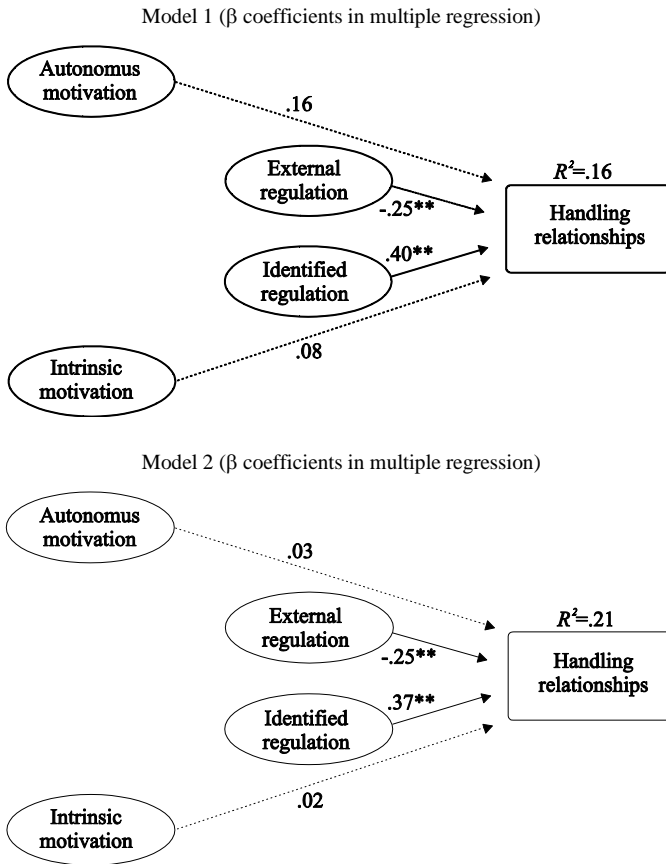 Model 1 (β coefficients in multiple regression)
Autonomus
motivation
.16
External
regulation
-.25**
R²=.16
Handling
relationships
Identified
regulation
.40**
.08
Intrinsic
motivation
Model 2 (β coefficients in multiple regression)
Autonomus
motivation
.03
External
regulation
-.25**
R²=.21
Handling
relationships
Identified
regulation
.37**
.02
Intrinsic
motivation